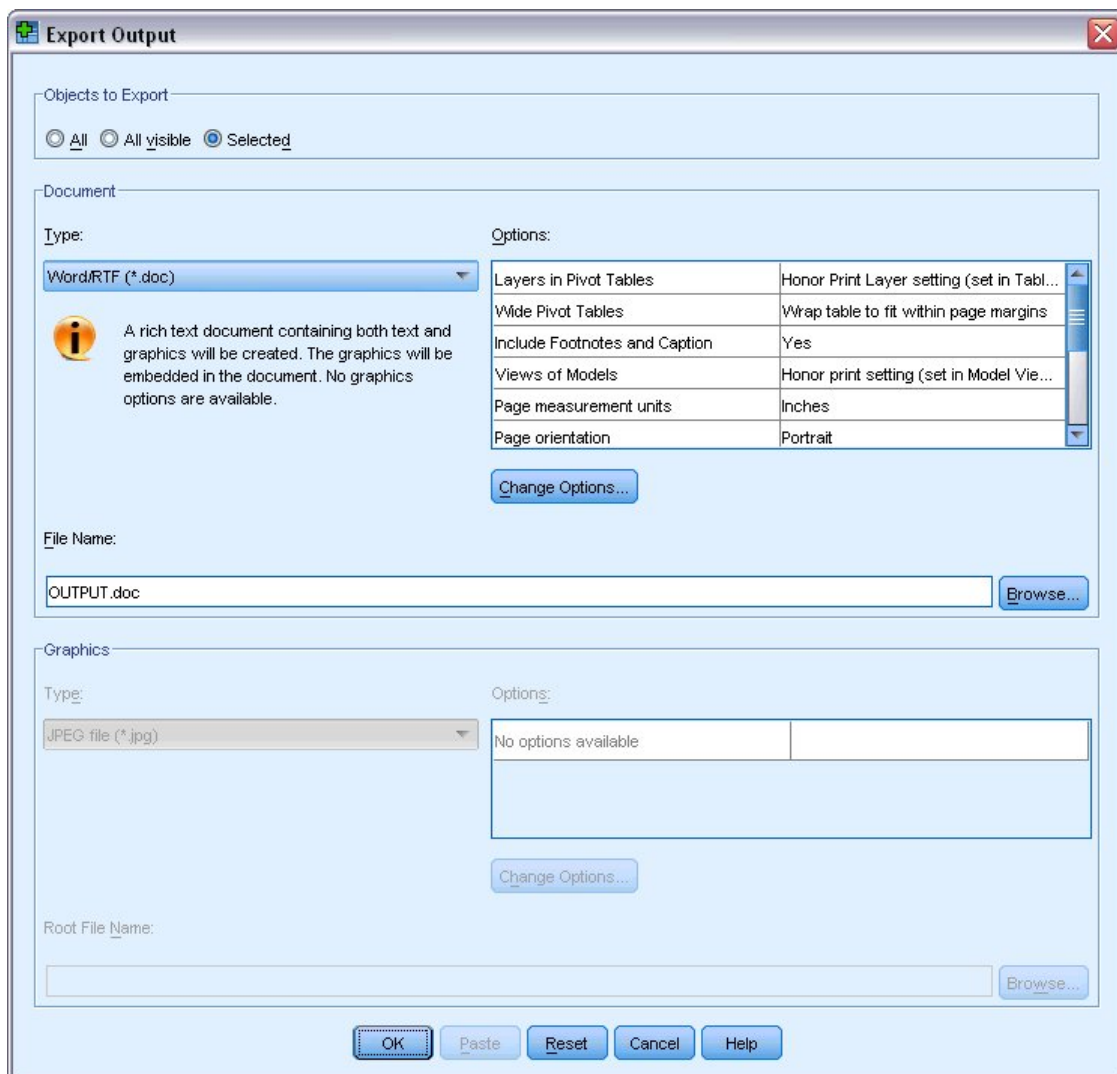 Export Output
Objects to Export
All All visible Selected
Document
Type:
Word/RTF (*.doc)
A rich text document containing both text and
graphics will be created. The graphics will be
embedded in the document. No graphics
options are available.
Options:
Layers in Pivot Tables Honor Print Layer setting (set in Tabl...
Wide Pivot Tables Wrap table to fit within page margins
Include Footnotes and Caption Yes
Views of Models Honor print setting (set in Model Vie...
Page measurement units Inches
Page orientation Portrait
Change Options...
File Name:
OUTPUT.doc
Browse...
Graphics
Type:
JPEG file (*.jpg)
Options:
No options available
Change Options...
Root File Name:
Browse...
OK Paste Reset Cancel Help